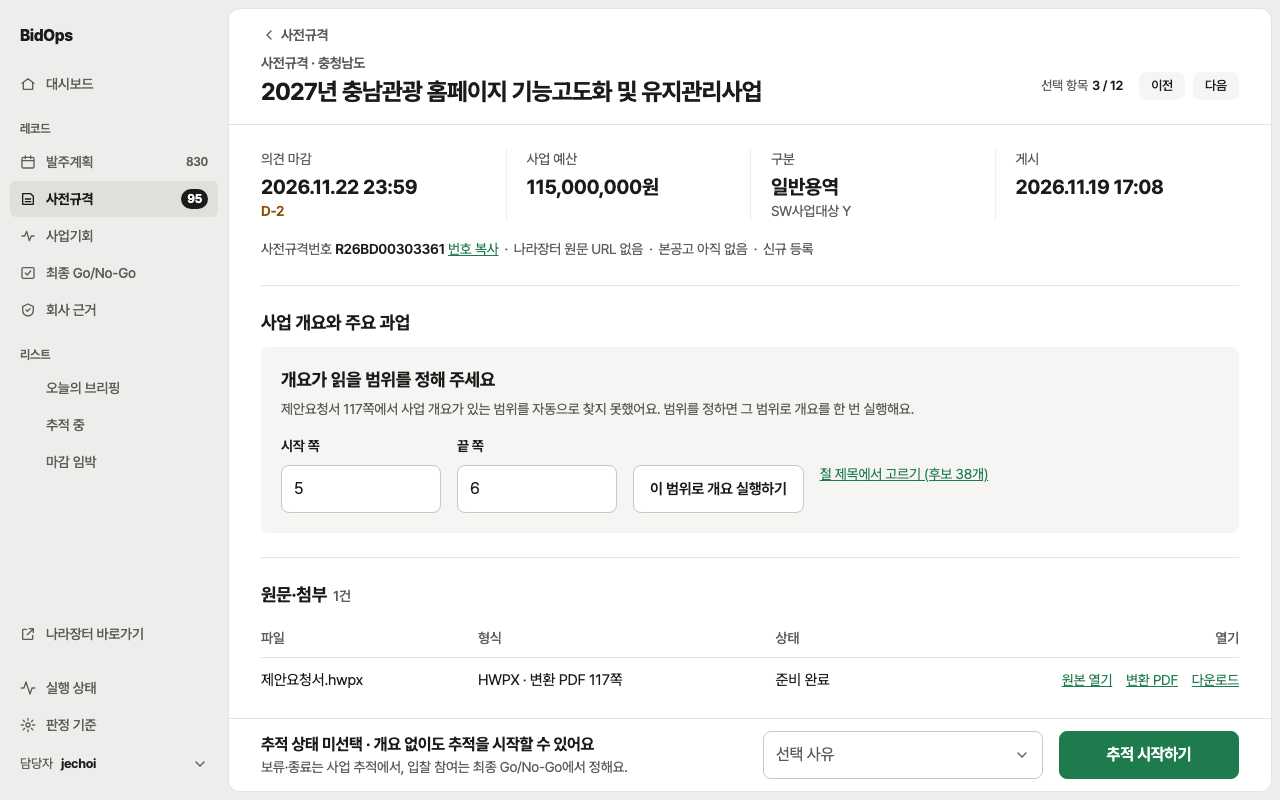 BidOps
대시보드
레코드
발주계획 830
사전규격 95
사업기회
최종 Go/No-Go
회사 근거
리스트
오늘의 브리핑
추적 중
마감 임박
나라장터 바로가기
실행 상태
판정 기준
담당자 jechoi
사전규격
사전규격 · 충청남도
2027년 충남관광 홈페이지 기능고도화 및 유지관리사업
선택 항목 3 / 12 이전 다음
의견 마감
2026.11.22 23:59
D-2
사업 예산
115,000,000원
구분
일반용역
SW사업대상 Y
게시
2026.11.19 17:08
사전규격번호 R26BD00303361 번호 복사 · 나라장터 원문 URL 없음 · 본공고 아직 없음 · 신규 등록
사업 개요와 주요 과업
개요가 읽을 범위를 정해 주세요
제안요청서 117쪽에서 사업 개요가 있는 범위를 자동으로 찾지 못했어요. 범위를 정하면 그 범위로 개요를 한 번 실행해요.
시작 쪽 끝 쪽
5 6 이 범위로 개요 실행하기 절 제목에서 고르기 (후보 38개)
원문·첨부 1건
파일 형식 상태 열기
제안요청서.hwpx HWPX · 변환 PDF 117쪽 준비 완료 원본 열기 변환 PDF 다운로드
추적 상태 미선택 · 개요 없이도 추적을 시작할 수 있어요
보류·종료는 사업 추적에서, 입찰 참여는 최종 Go/No-Go에서 정해요.
선택 사유
추적 시작하기